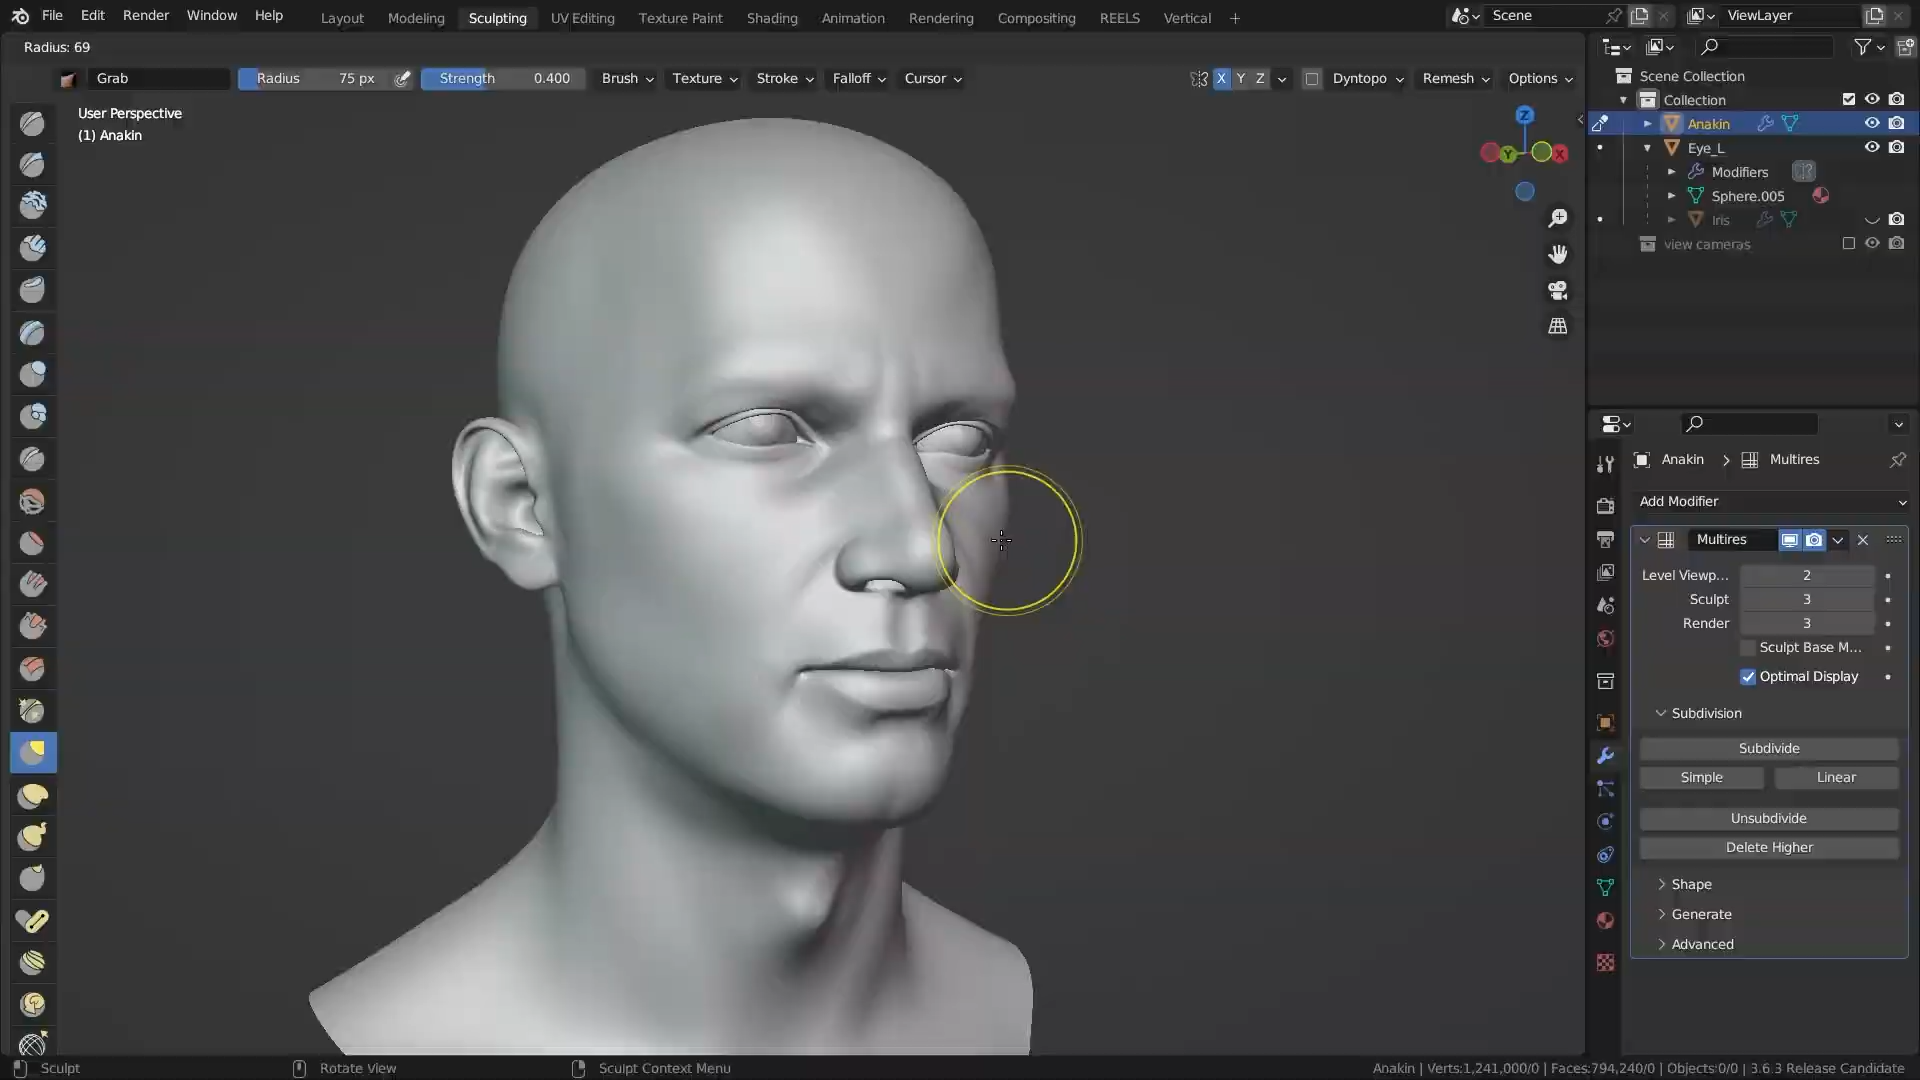 File Edit Render Window Help Layout Modeling Sculpting UV Editing Texture Paint Shading Animation Rendering Compositing REELS Vertical + Scene ViewLayer
Radius: 69
Grab Radius 75 px Strength 0.400 Brush Texture Stroke Falloff Cursor X Y Z Dyntopo Remesh Options
User Perspective
(1) Anakin
Z
Y
X
Scene Collection
Collection
Anakin
Eye_L
Modifiers
Sphere.005
Iris
view cameras
Anakin > Multires
Add Modifier
Multires
Level Viewp... 2
Sculpt 3
Render 3
Sculpt Base M...
Optimal Display
Subdivision
Subdivide
Simple Linear
Unsubdivide
Delete Higher
Shape
Generate
Advanced
Sculpt Rotate View Sculpt Context Menu Anakin | Verts:1,241,000/0 | Faces:794,240/0 | Objects:0/0 | 3.6.3 Release Candidate